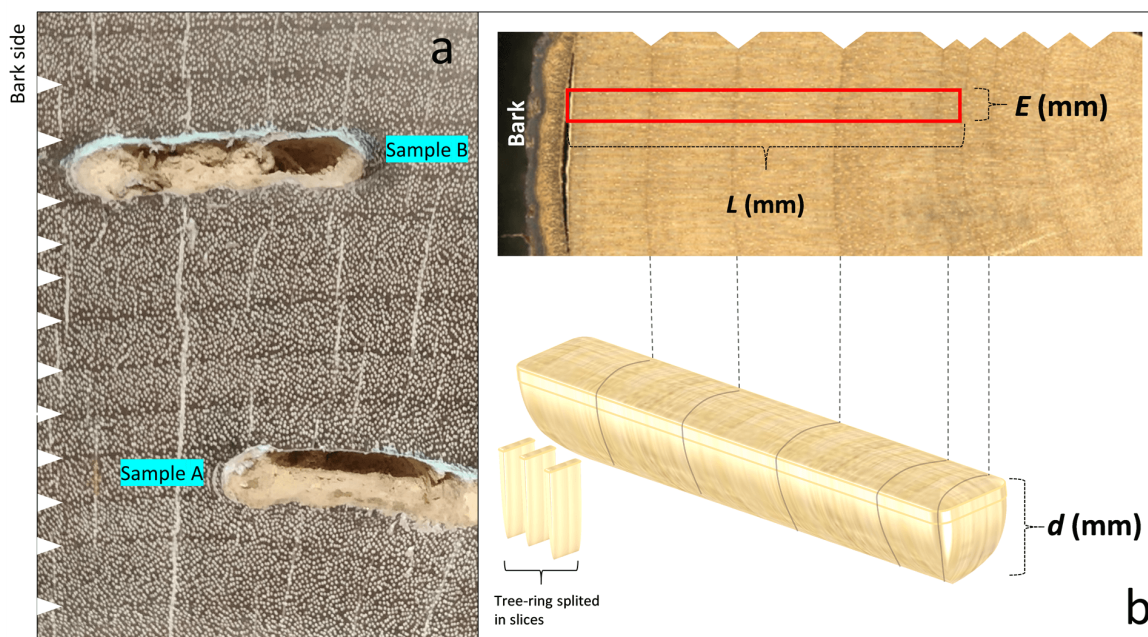 Bark side
a
Sample B
Sample A
Bark
E (mm)
L (mm)
d (mm)
Tree-ring splited
in slices
b